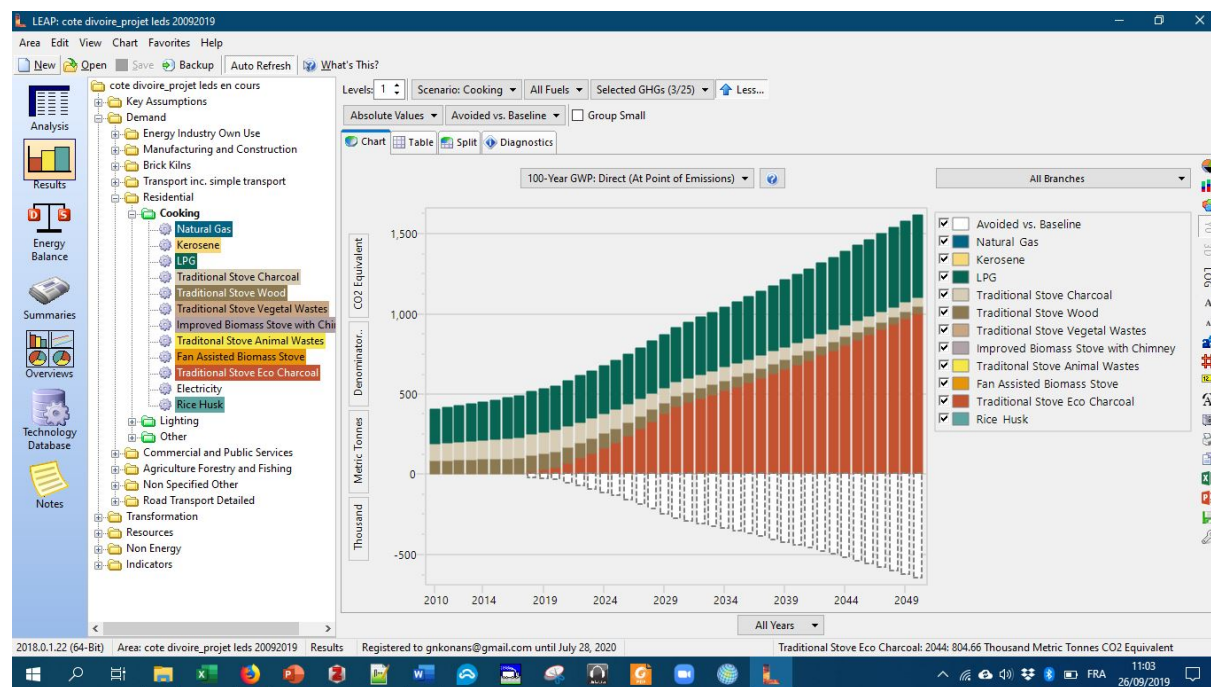 LEAP: cote divoire_projet leds 20092019
Area Edit View Chart Favorites Help
New Open Save Backup Auto Refresh What's This?
Analysis
Results
Energy Balance
Summaries
Overviews
Technology Database
Notes
cote divoire_projet leds en cours
Key Assumptions
Demand
Energy Industry Own Use
Manufacturing and Construction
Brick Kilns
Transport inc. simple transport
Residential
Cooking
Natural Gas
Kerosene
LPG
Traditional Stove Charcoal
Traditional Stove Wood
Traditional Stove Vegetal Wastes
Improved Biomass Stove with Chi
Traditonal Stove Animal Wastes
Fan Assisted Biomass Stove
Traditional Stove Eco Charcoal
Electricity
Rice Husk
Lighting
Other
Commercial and Public Services
Agriculture Forestry and Fishing
Non Specified Other
Road Transport Detailed
Transformation
Resources
Non Energy
Indicators
Levels: 1 Scenario: Cooking All Fuels Selected GHGs (3/25) Less...
Absolute Values Avoided vs. Baseline Group Small
Chart Table Split Diagnostics
100-Year GWP: Direct (At Point of Emissions)
All Branches
CO2 Equivalent
Denominator..
Metric Tonnes
Thousand
1,500
1,000
500
0
-500
2010 2014 2019 2024 2029 2034 2039 2044 2049
Avoided vs. Baseline
Natural Gas
Kerosene
LPG
Traditional Stove Charcoal
Traditional Stove Wood
Traditional Stove Vegetal Wastes
Improved Biomass Stove with Chimney
Traditonal Stove Animal Wastes
Fan Assisted Biomass Stove
Traditional Stove Eco Charcoal
Rice Husk
LOG
All Years
2018.0.1.22 (64-Bit) Area: cote divoire_projet leds 20092019 Results Registered to gnkonans@gmail.com until July 28, 2020 Traditional Stove Eco Charcoal: 2044: 804.66 Thousand Metric Tonnes CO2 Equivalent
FRA
11:03
26/09/2019